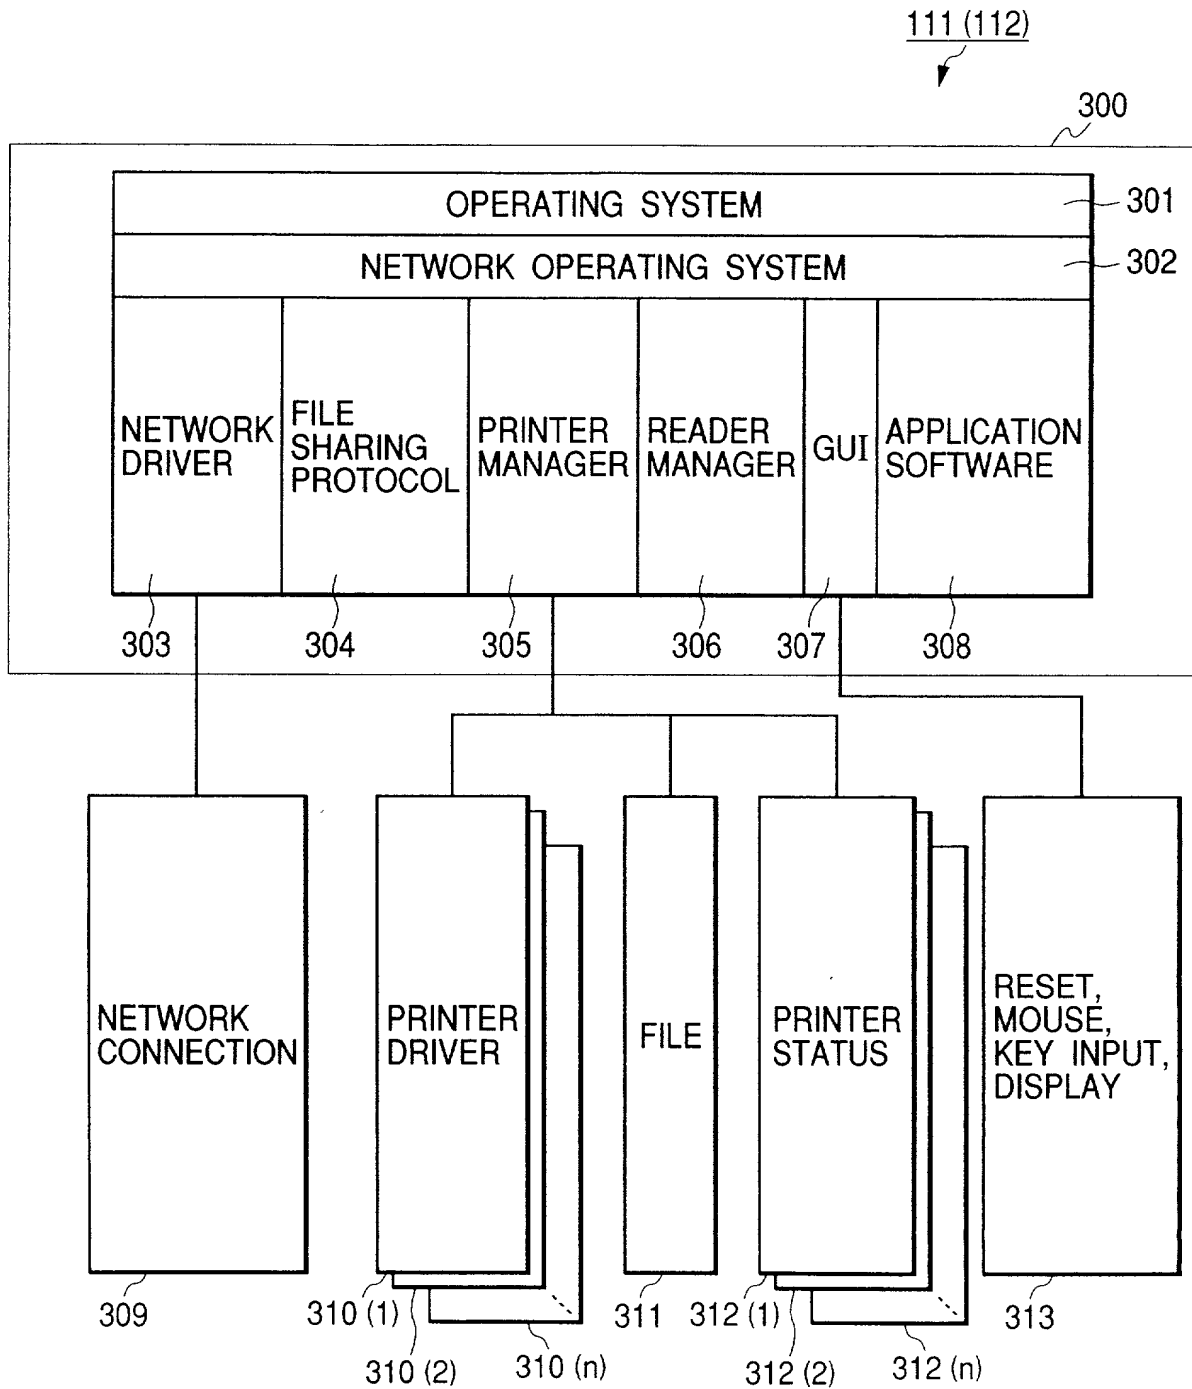 111 (112)
300
OPERATING SYSTEM
301
NETWORK OPERATING SYSTEM
302
NETWORK
DRIVER
FILE
SHARING
PROTOCOL
PRINTER
MANAGER
READER
MANAGER
GUI
APPLICATION
SOFTWARE
303
304
305
306
307
308
NETWORK
CONNECTION
PRINTER
DRIVER
FILE
PRINTER
STATUS
RESET,
MOUSE,
KEY INPUT,
DISPLAY
309
310 (1)
310 (2)
310 (n)
311
312 (1)
312 (2)
312 (n)
313